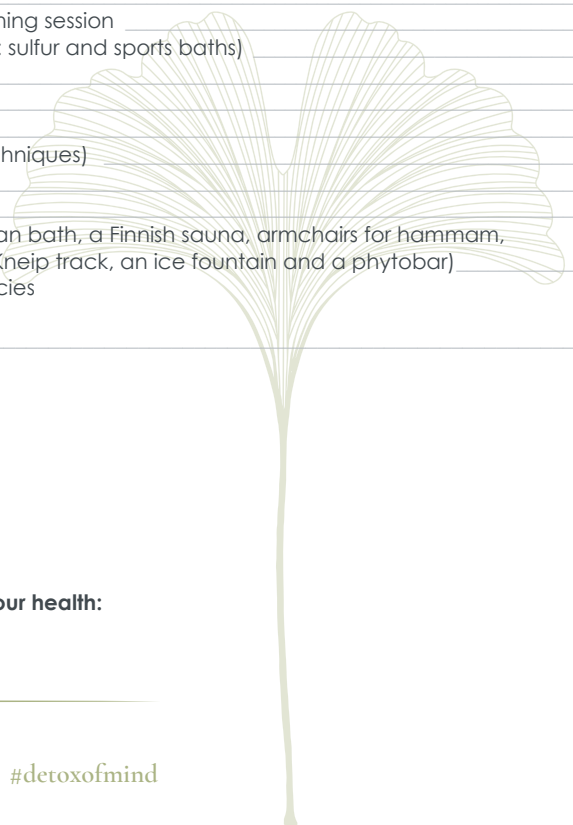 ning session
: sulfur and sports baths)
hniques)
an bath, a Finnish sauna, armchairs for hammam,
Kneip track, an ice fountain and a phytobar)
cies
our health:
#detoxofmind